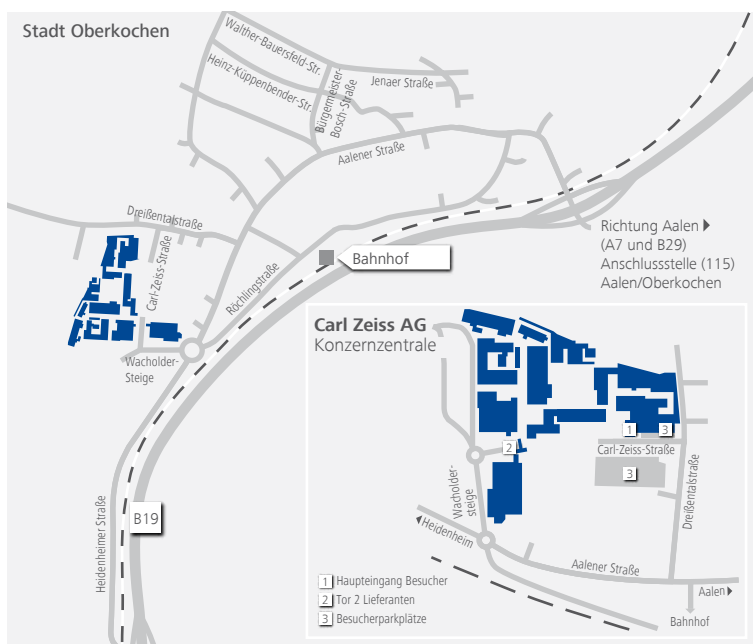 Stadt Oberkochen
Walther-Bauersfeld-Str.
Heinz-Küppenbender-Str.
Bürgermeister-
Bosch-Straße
Jenaer Straße
Aalener Straße
Dreißentalstraße
Carl-Zeiss-Straße
Röchlingstraße
Bahnhof
Richtung Aalen
(A7 und B29)
Anschlussstelle (115)
Aalen/Oberkochen
Wacholder-
Steige
Heidenheimer Straße
B19
Carl Zeiss AG
Konzernzentrale
1
3
2
Carl-Zeiss-Straße
3
Wacholder-
steige
Dreißentalstraße
Heidenheim
Aalener Straße
Aalen
Bahnhof
1 Haupteingang Besucher
2 Tor 2 Lieferanten
3 Besucherparkplätze